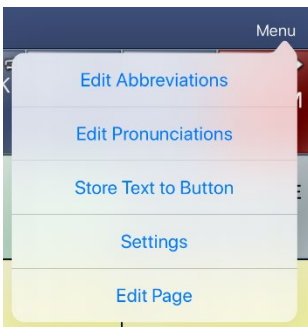 Menu
Edit Abbreviations
Edit Pronunciations
Store Text to Button
Settings
Edit Page